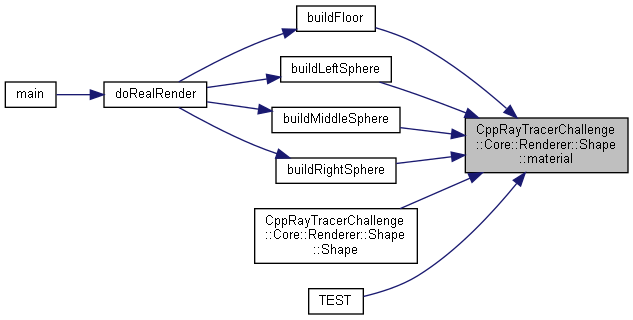 buildFloor
buildLeftSphere
main
doRealRender
buildMiddleSphere
CppRayTracerChallenge
::Core::Renderer::Shape
::material
buildRightSphere
CppRayTracerChallenge
::Core::Renderer::Shape
::Shape
TEST